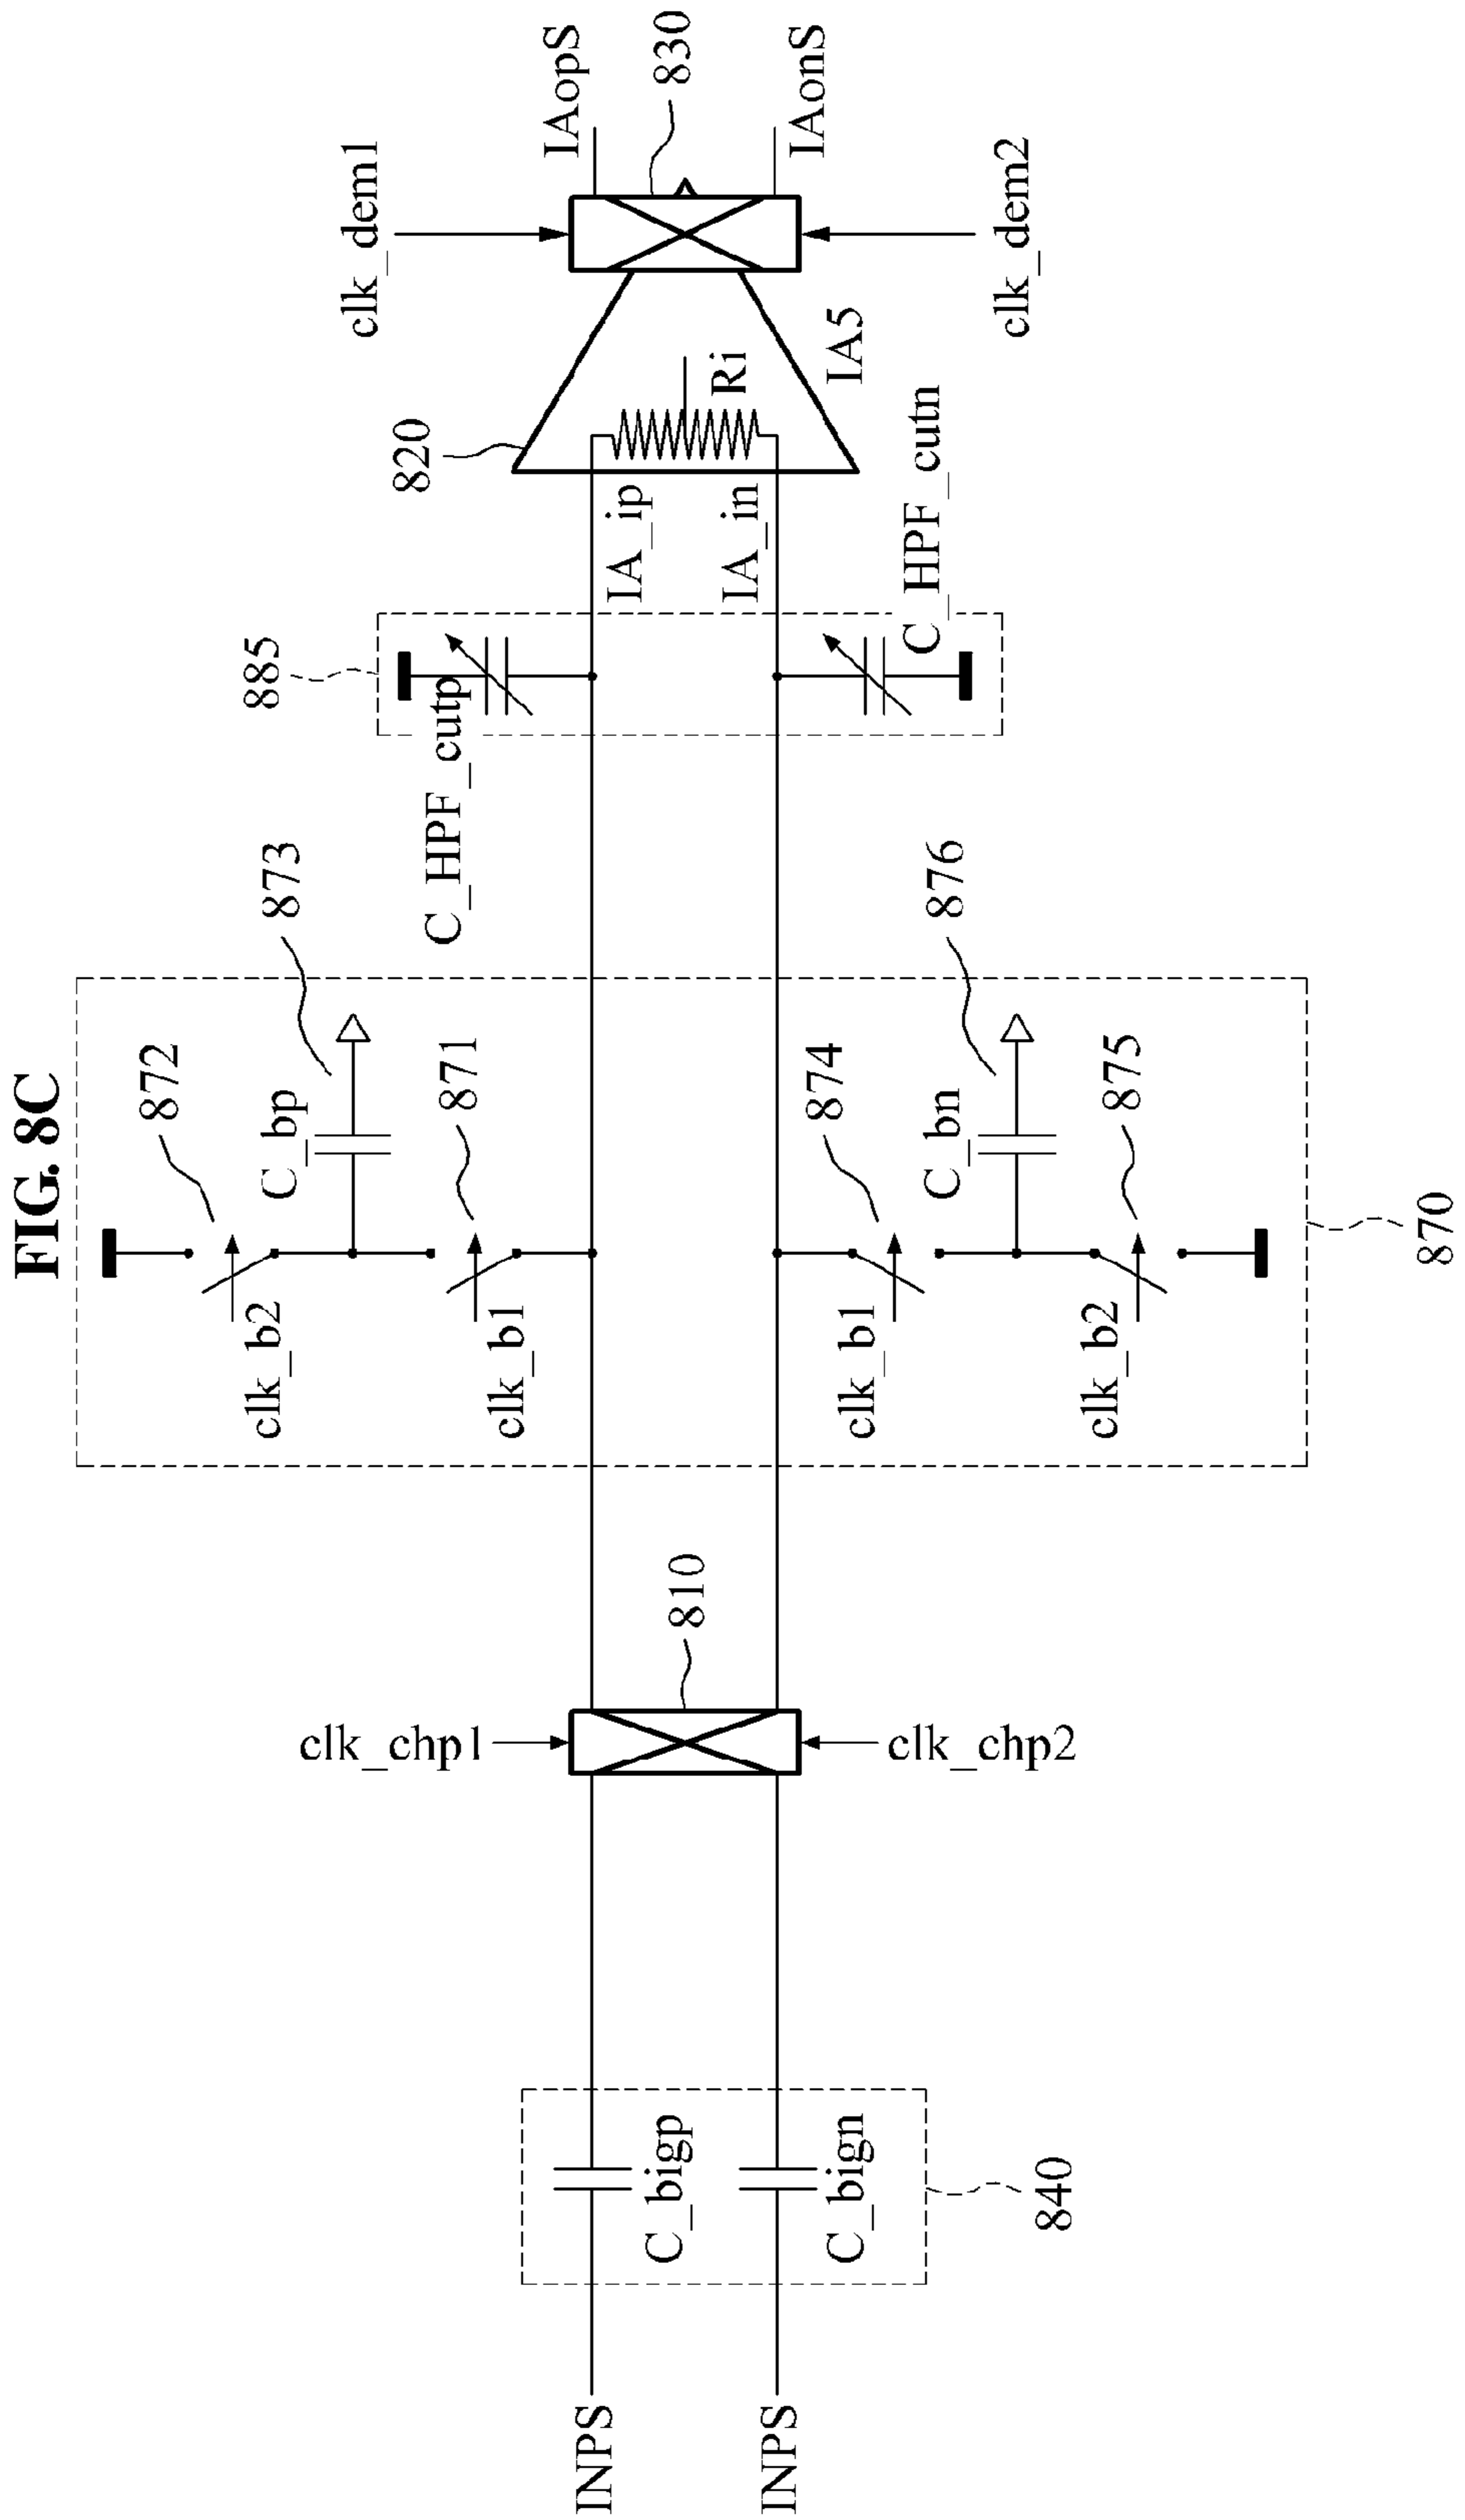 FIG. 8C
INPS
INPS
C_bigp
C_bign
840
clk_chp1
clk_chp2
810
872
clk_b2
C_bp
873
clk_b1
871
874
clk_b1
C_bn
876
clk_b2
875
870
885
C_HPF_cutp
C_HPF_cutn
IA_ip
IA_in
820
Ri
IA5
clk_dem1
clk_dem2
830
IAopS
IAonS